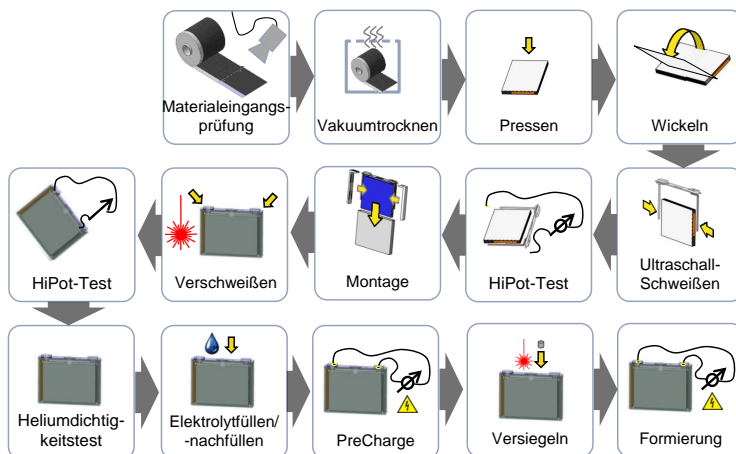 Materialeingangs-
prüfung
Vakuumtrocknen
Pressen
Wickeln
HiPot-Test
Verschweißen
Montage
HiPot-Test
Ultraschall-
Schweißen
Heliumdichtig-
keitstest
Elektrolytfüllen/
-nachfüllen
PreCharge
Versiegeln
Formierung